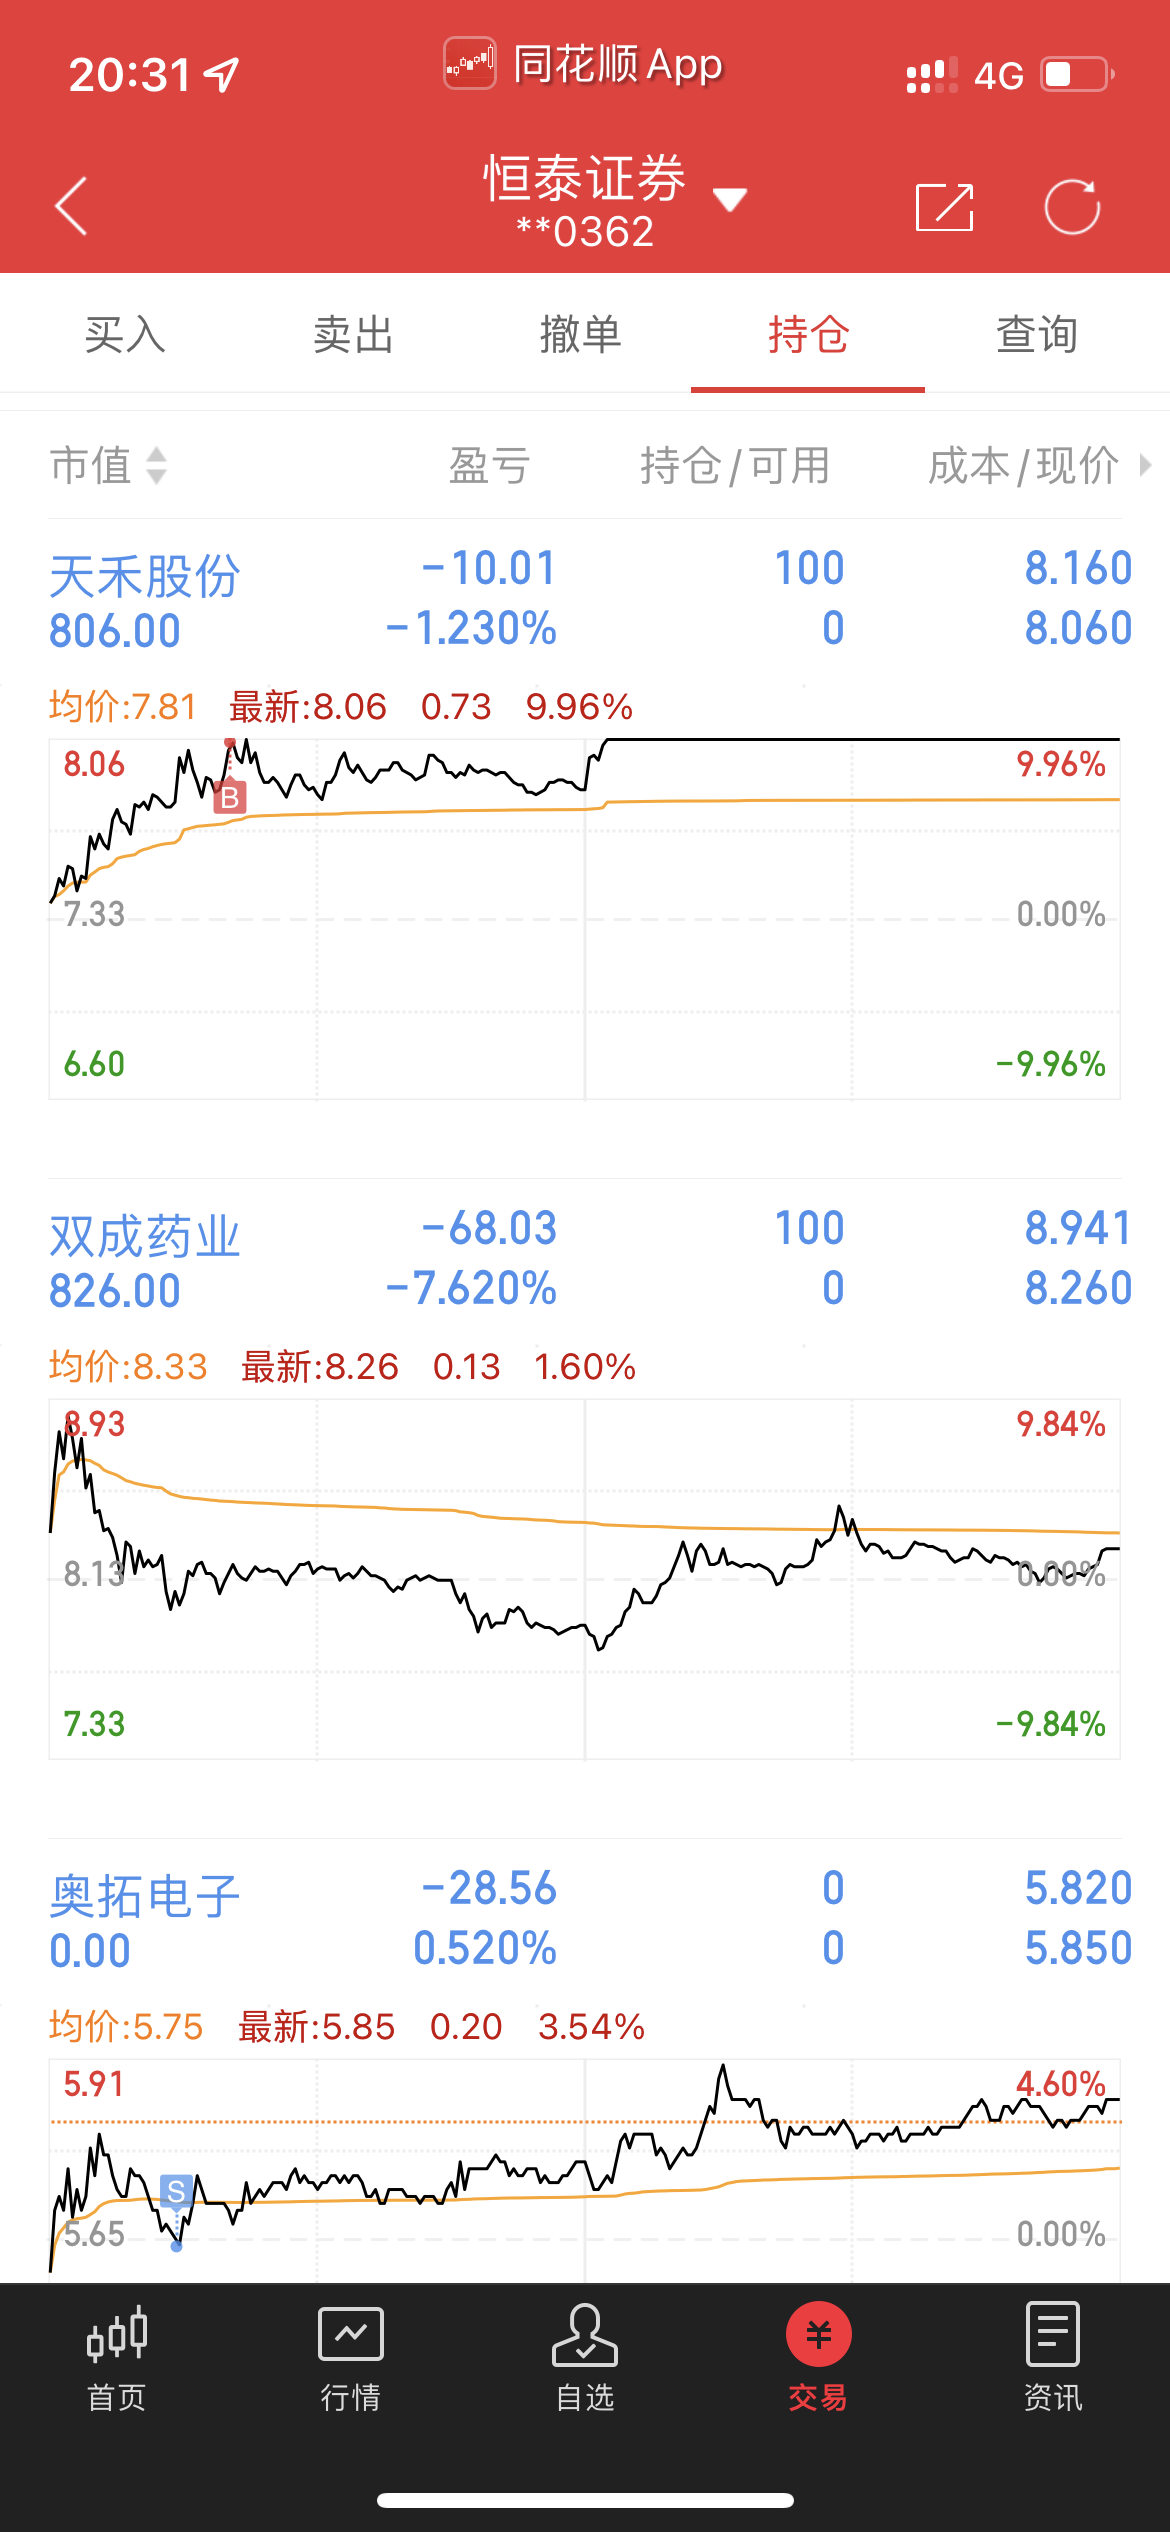 20:31
同花顺 App
4G
恒泰证券
**0362
买入 卖出 撤单 持仓 查询
市值 盈亏 持仓/可用 成本/现价
天禾股份 -10.01 100 8.160
806.00 -1.230% 0 8.060
均价:7.81 最新:8.06 0.73 9.96%
8.06 9.96%
B
7.33 0.00%
6.60 -9.96%
双成药业 -68.03 100 8.941
826.00 -7.620% 0 8.260
均价:8.33 最新:8.26 0.13 1.60%
8.93 9.84%
8.13 0.00%
7.33 -9.84%
奥拓电子 -28.56 0 5.820
0.00 0.520% 0 5.850
均价:5.75 最新:5.85 0.20 3.54%
5.91 4.60%
S
5.65 0.00%
首页 行情 自选 交易 资讯